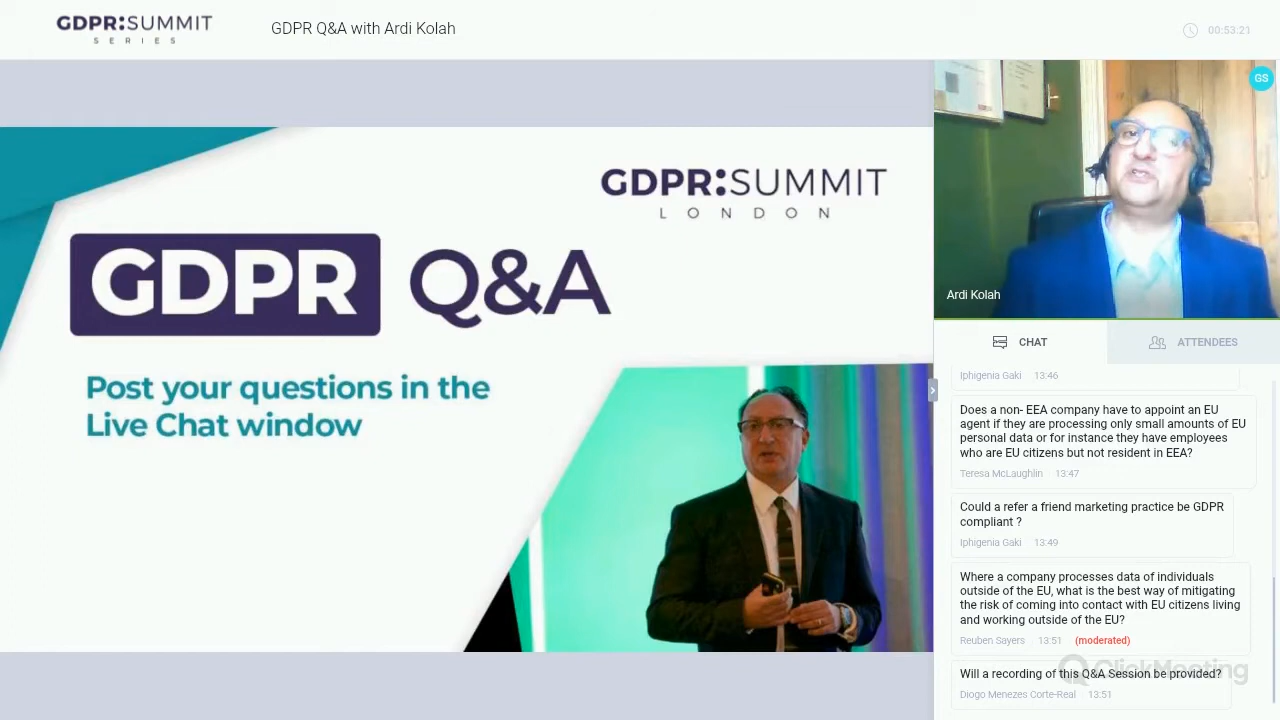 GDPR:SUMMIT
SERIES
GDPR Q&A with Ardi Kolah
00:53:21
GDPR:SUMMIT
LONDON
GDPR Q&A
Post your questions in the
Live Chat window
GS
Ardi Kolah
CHAT
ATTENDEES
Iphigenia Gaki 13:46
Does a non- EEA company have to appoint an EU
agent if they are processing only small amounts of EU
personal data or for instance they have employees
who are EU citizens but not resident in EEA?
Teresa McLaughlin 13:47
Could a refer a friend marketing practice be GDPR
compliant ?
Iphigenia Gaki 13:49
Where a company processes data of individuals
outside of the EU, what is the best way of mitigating
the risk of coming into contact with EU citizens living
and working outside of the EU?
Reuben Sayers 13:51 (moderated)
ClickMeeting
Will a recording of this Q&A Session be provided?
Diogo Menezes Corte-Real 13:51